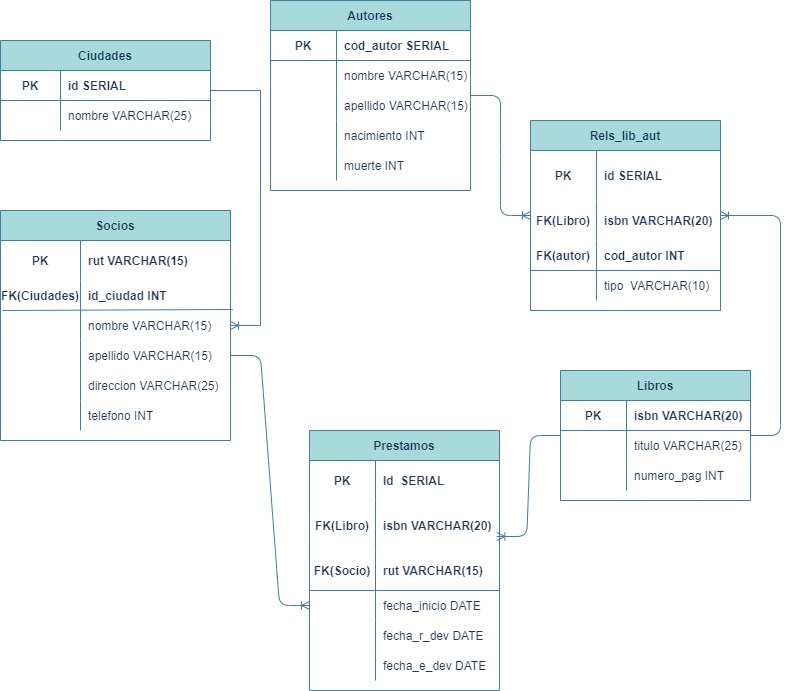 Autores
PK cod_autor SERIAL
nombre VARCHAR(15)
apellido VARCHAR(15)
nacimiento INT
muerte INT
Ciudades
PK id SERIAL
nombre VARCHAR(25)
Rels_lib_aut
PK id SERIAL
FK(Libro) isbn VARCHAR(20)
FK(autor) cod_autor INT
tipo VARCHAR(10)
Socios
PK rut VARCHAR(15)
FK(Ciudades) id_ciudad INT
nombre VARCHAR(15)
apellido VARCHAR(15)
direccion VARCHAR(25)
telefono INT
Libros
PK isbn VARCHAR(20)
titulo VARCHAR(25)
numero_pag INT
Prestamos
PK Id SERIAL
FK(Libro) isbn VARCHAR(20)
FK(Socio) rut VARCHAR(15)
fecha_inicio DATE
fecha_r_dev DATE
fecha_e_dev DATE